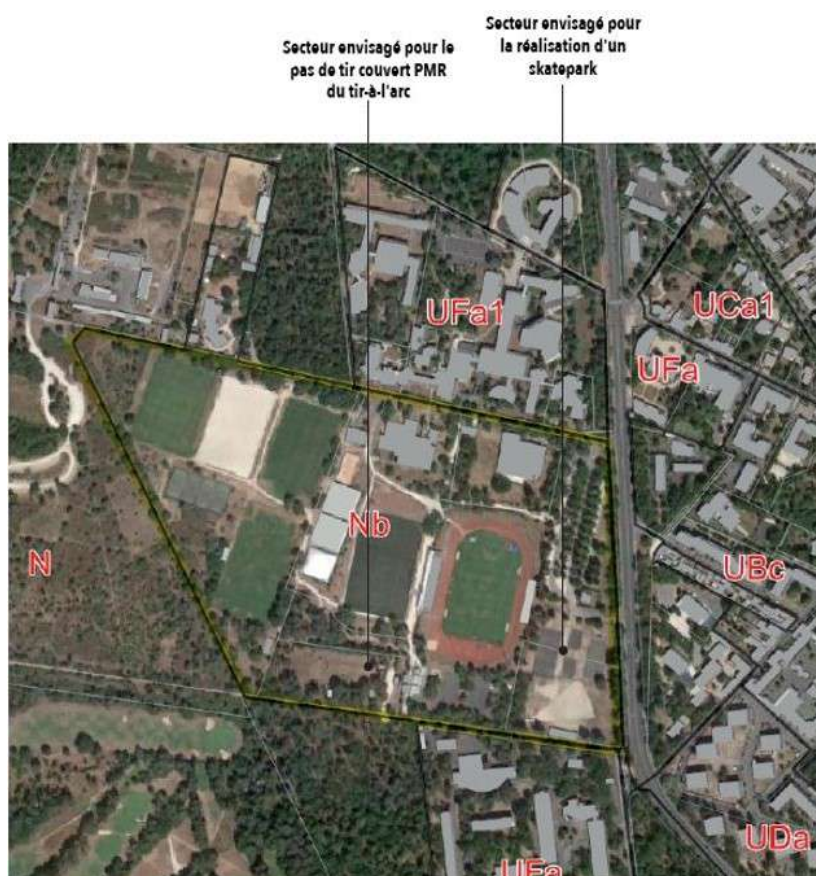 Secteur envisagé pour le
pas de tir couvert PMR
du tir-à-l'arc
Secteur envisagé pour
la réalisation d'un
skatepark
UFa1
UCa1
UFa
Nb
N
UBc
UDa
UFa